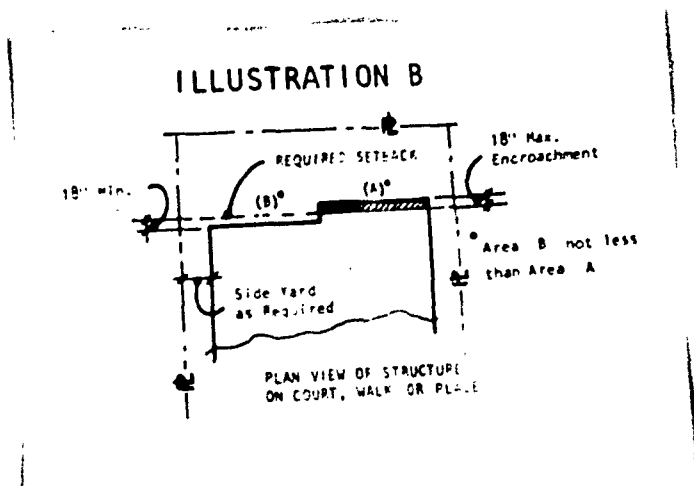 ILLUSTRATION B
REQUIRED SETBACK
18" Max.
Encroachment
18" Min.
(B)*
(A)*
* Area B not less
than Area A
Side Yard
as Required
PLAN VIEW OF STRUCTURE
ON COURT, WALK OR PLACE